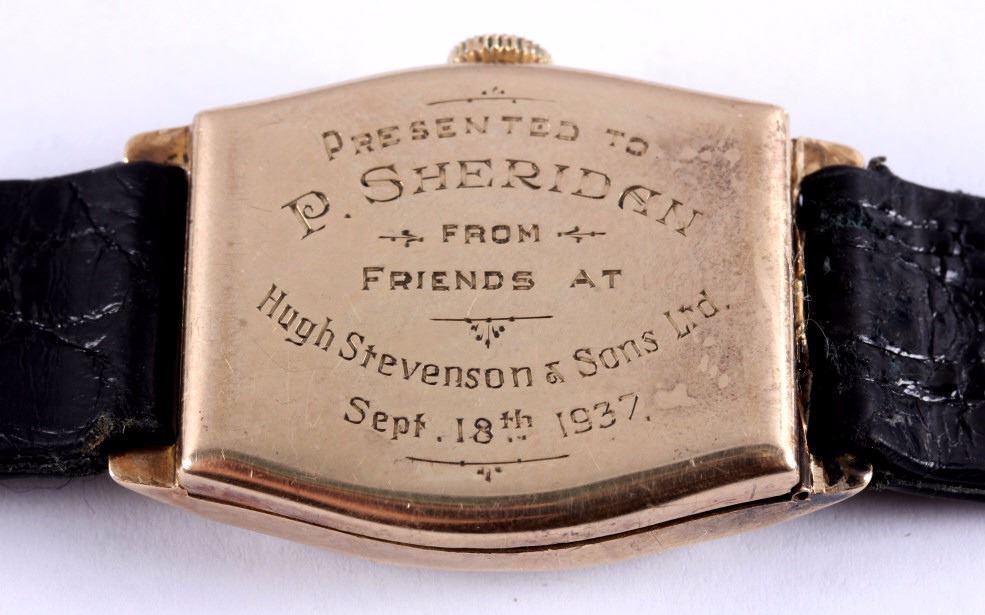 PRESENTED TO
P. SHERIDAN
FROM
FRIENDS AT
Hugh Stevenson & Sons Ltd.
Sept. 18th 1937.